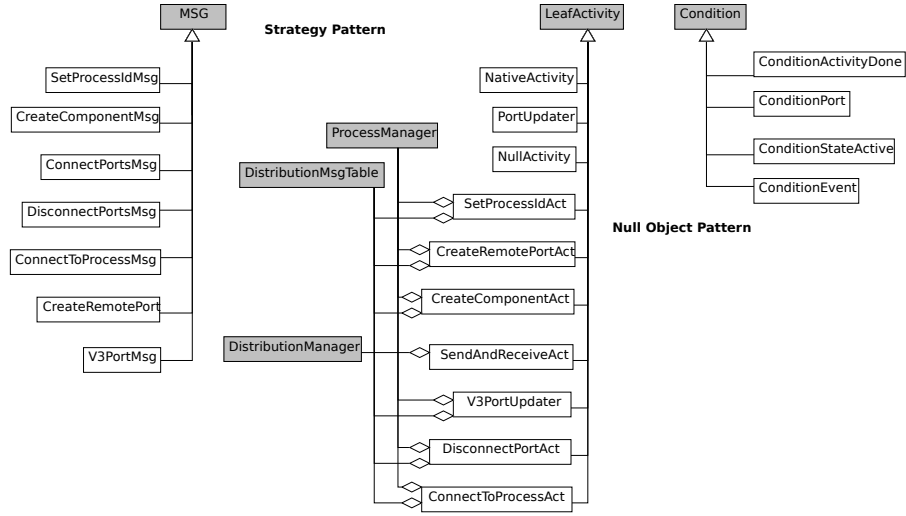 MSG
LeafActivity
Condition
Strategy Pattern
SetProcessIdMsg
CreateComponentMsg
ConnectPortsMsg
DisconnectPortsMsg
ConnectToProcessMsg
CreateRemotePort
V3PortMsg
ProcessManager
DistributionMsgTable
DistributionManager
NativeActivity
PortUpdater
NullActivity
SetProcessIdAct
CreateRemotePortAct
CreateComponentAct
SendAndReceiveAct
V3PortUpdater
DisconnectPortAct
ConnectToProcessAct
ConditionActivityDone
ConditionPort
ConditionStateActive
ConditionEvent
Null Object Pattern